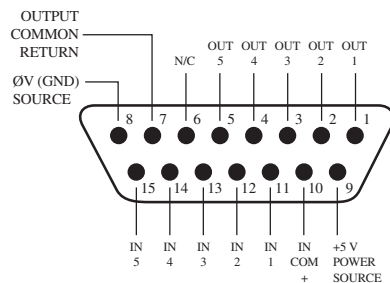 OUTPUT
COMMON
RETURN
ØV (GND)
SOURCE
N/C
OUT
5
OUT
4
OUT
3
OUT
2
OUT
1
8 7 6 5 4 3 2 1
15 14 13 12 11 10 9
IN
5
IN
4
IN
3
IN
2
IN
1
IN
COM
+
+5 V
POWER
SOURCE